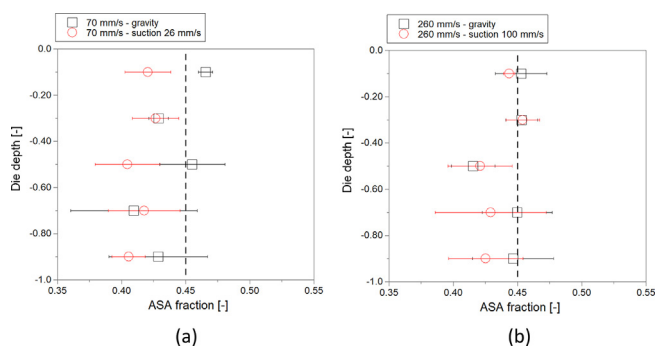 70 mm/s - gravity
70 mm/s - suction 26 mm/s
0.0
-0.20
-0.40
-0.60
-0.80
-1.0
Die depth [-]
0.35 0.40 0.45 0.50 0.55
ASA fraction [-]
(a)
260 mm/s - gravity
260 mm/s - suction 100 mm/s
0.0
-0.20
-0.40
-0.60
-0.80
-1.0
Die depth [-]
0.35 0.40 0.45 0.50 0.55
ASA fraction [-]
(b)